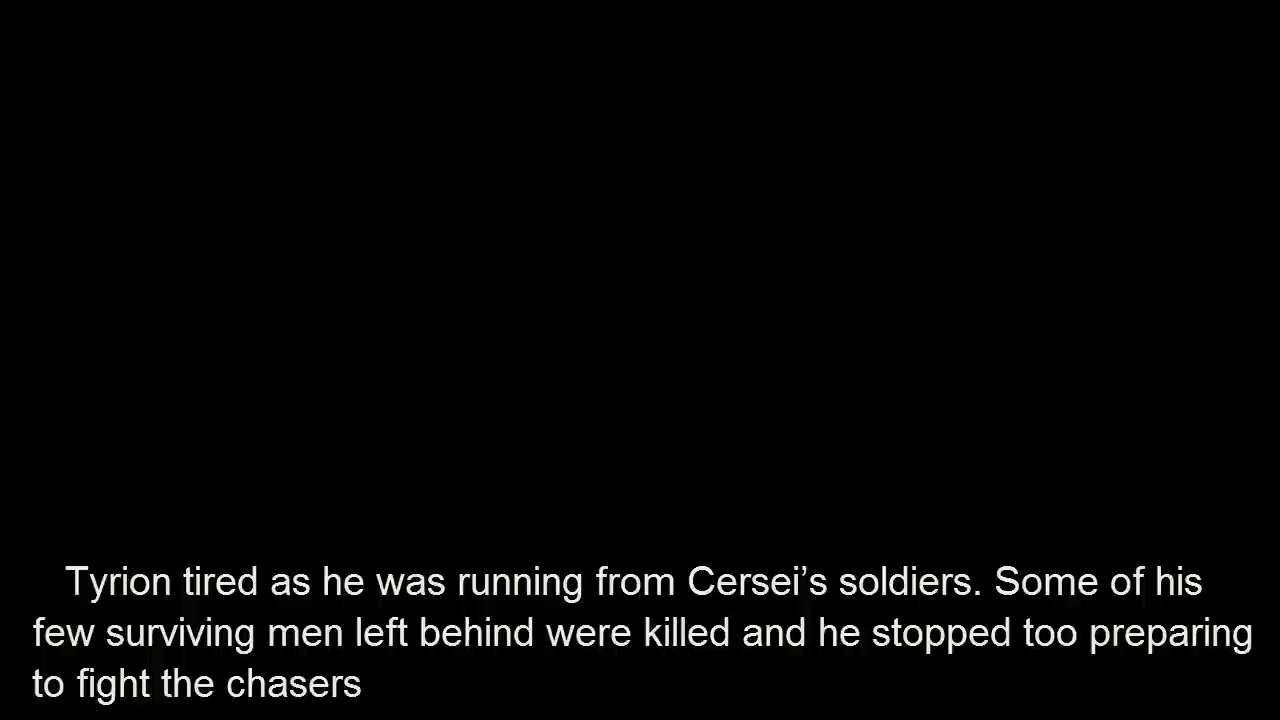 Tyrion tired as he was running from Cersei’s soldiers. Some of his
few surviving men left behind were killed and he stopped too preparing
to fight the chasers